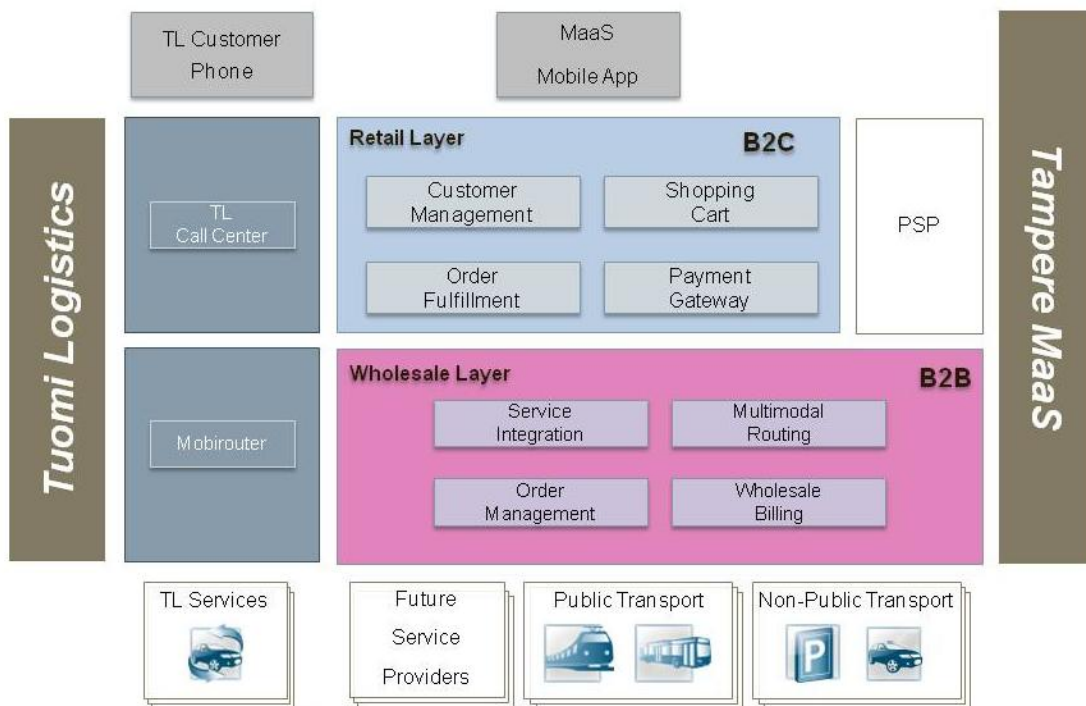 TL Customer
Phone
MaaS
Mobile App
Tuomi Logistics
TL
Call Center
Retail Layer
B2C
Customer
Management
Shopping
Cart
Order
Fulfillment
Payment
Gateway
PSP
Tampere MaaS
Mobirouter
Wholesale Layer
B2B
Service
Integration
Multimodal
Routing
Order
Management
Wholesale
Billing
TL Services
Future
Service
Providers
Public Transport
Non-Public Transport
P